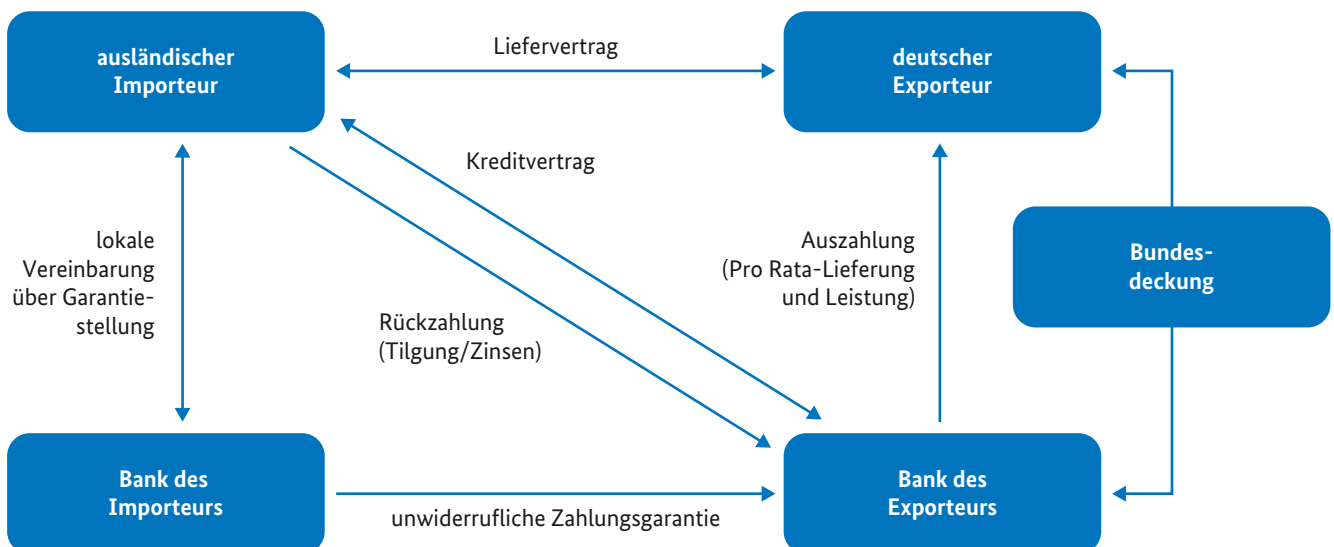 ausländischer
Importeur
Liefervertrag
deutscher
Exporteur
Kreditvertrag
lokale
Vereinbarung
über Garantie-
stellung
Auszahlung
(Pro Rata-Lieferung
und Leistung)
Bundes-
deckung
Rückzahlung
(Tilgung/Zinsen)
Bank des
Importeurs
unwiderrufliche Zahlungsgarantie
Bank des
Exporteurs